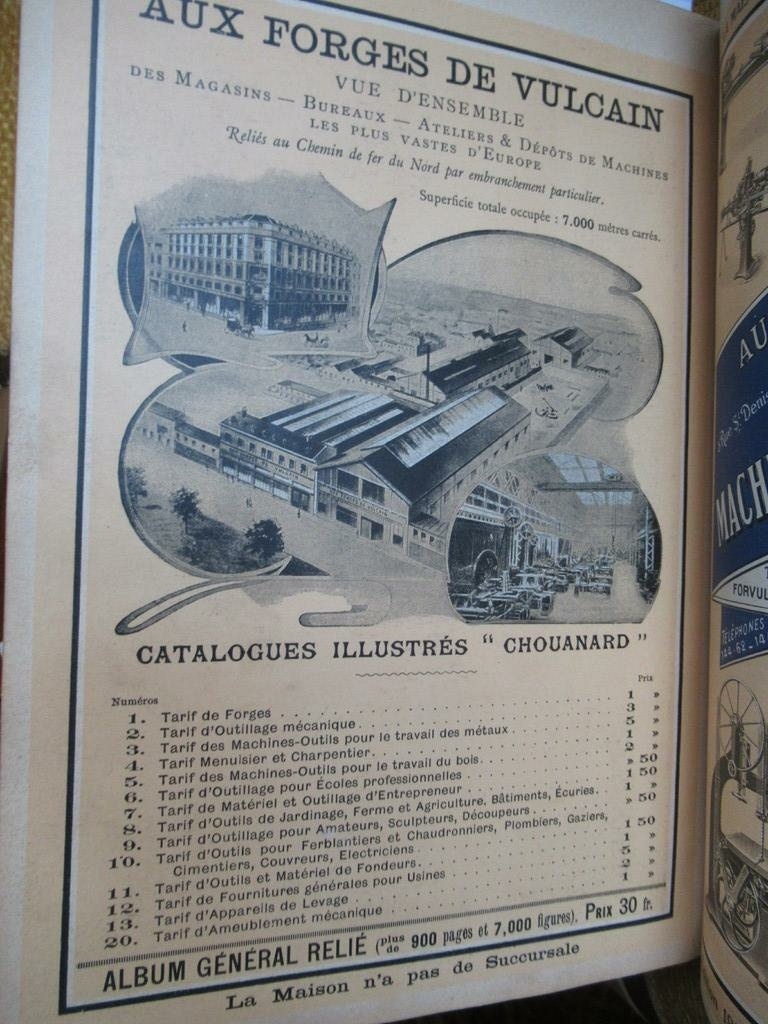 AUX FORGES DE VULCAIN
VUE D'ENSEMBLE
DES MAGASINS — BUREAUX — ATELIERS & DÉPÔTS DE MACHINES
LES PLUS VASTES D'EUROPE
Reliés au Chemin de fer du Nord par embranchement particulier.
Superficie totale occupée : 7.000 mètres carrés.
CATALOGUES ILLUSTRÉS " CHOUANARD "
Numéros Prix
1. Tarif de Forges 1 »
2. Tarif d'Outillage mécanique 3 »
3. Tarif des Machines-Outils pour le travail des métaux 5 »
4. Tarif Menuisier et Charpentier 1 »
5. Tarif des Machines-Outils pour le travail du bois 2 »
6. Tarif d'Outillage pour Écoles professionnelles » 50
7. Tarif de Matériel et Outillage d'Entrepreneur 1 50
8. Tarif d'Outils de Jardinage, Ferme et Agriculture, Bâtiments, Écuries. 1 »
9. Tarif d'Outillage pour Amateurs, Sculpteurs, Découpeurs » 50
10. Tarif d'Outils pour Ferblantiers et Chaudronniers, Plombiers, Gaziers,
Cimentiers, Couvreurs, Electriciens 1 50
11. Tarif d'Outils et Matériel de Fondeurs 1 »
12. Tarif de Fournitures générales pour Usines 5 »
13. Tarif d'Appareils de Levage 2 »
20. Tarif d'Ameublement mécanique 1 »
ALBUM GÉNÉRAL RELIÉ (plus de 900 pages et 7,000 figures), PRIX 30 fr.
La Maison n'a pas de Succursale
AU
Rue St Denis
MACH
FORVUL
TÉLÉPHONES
144-62-14